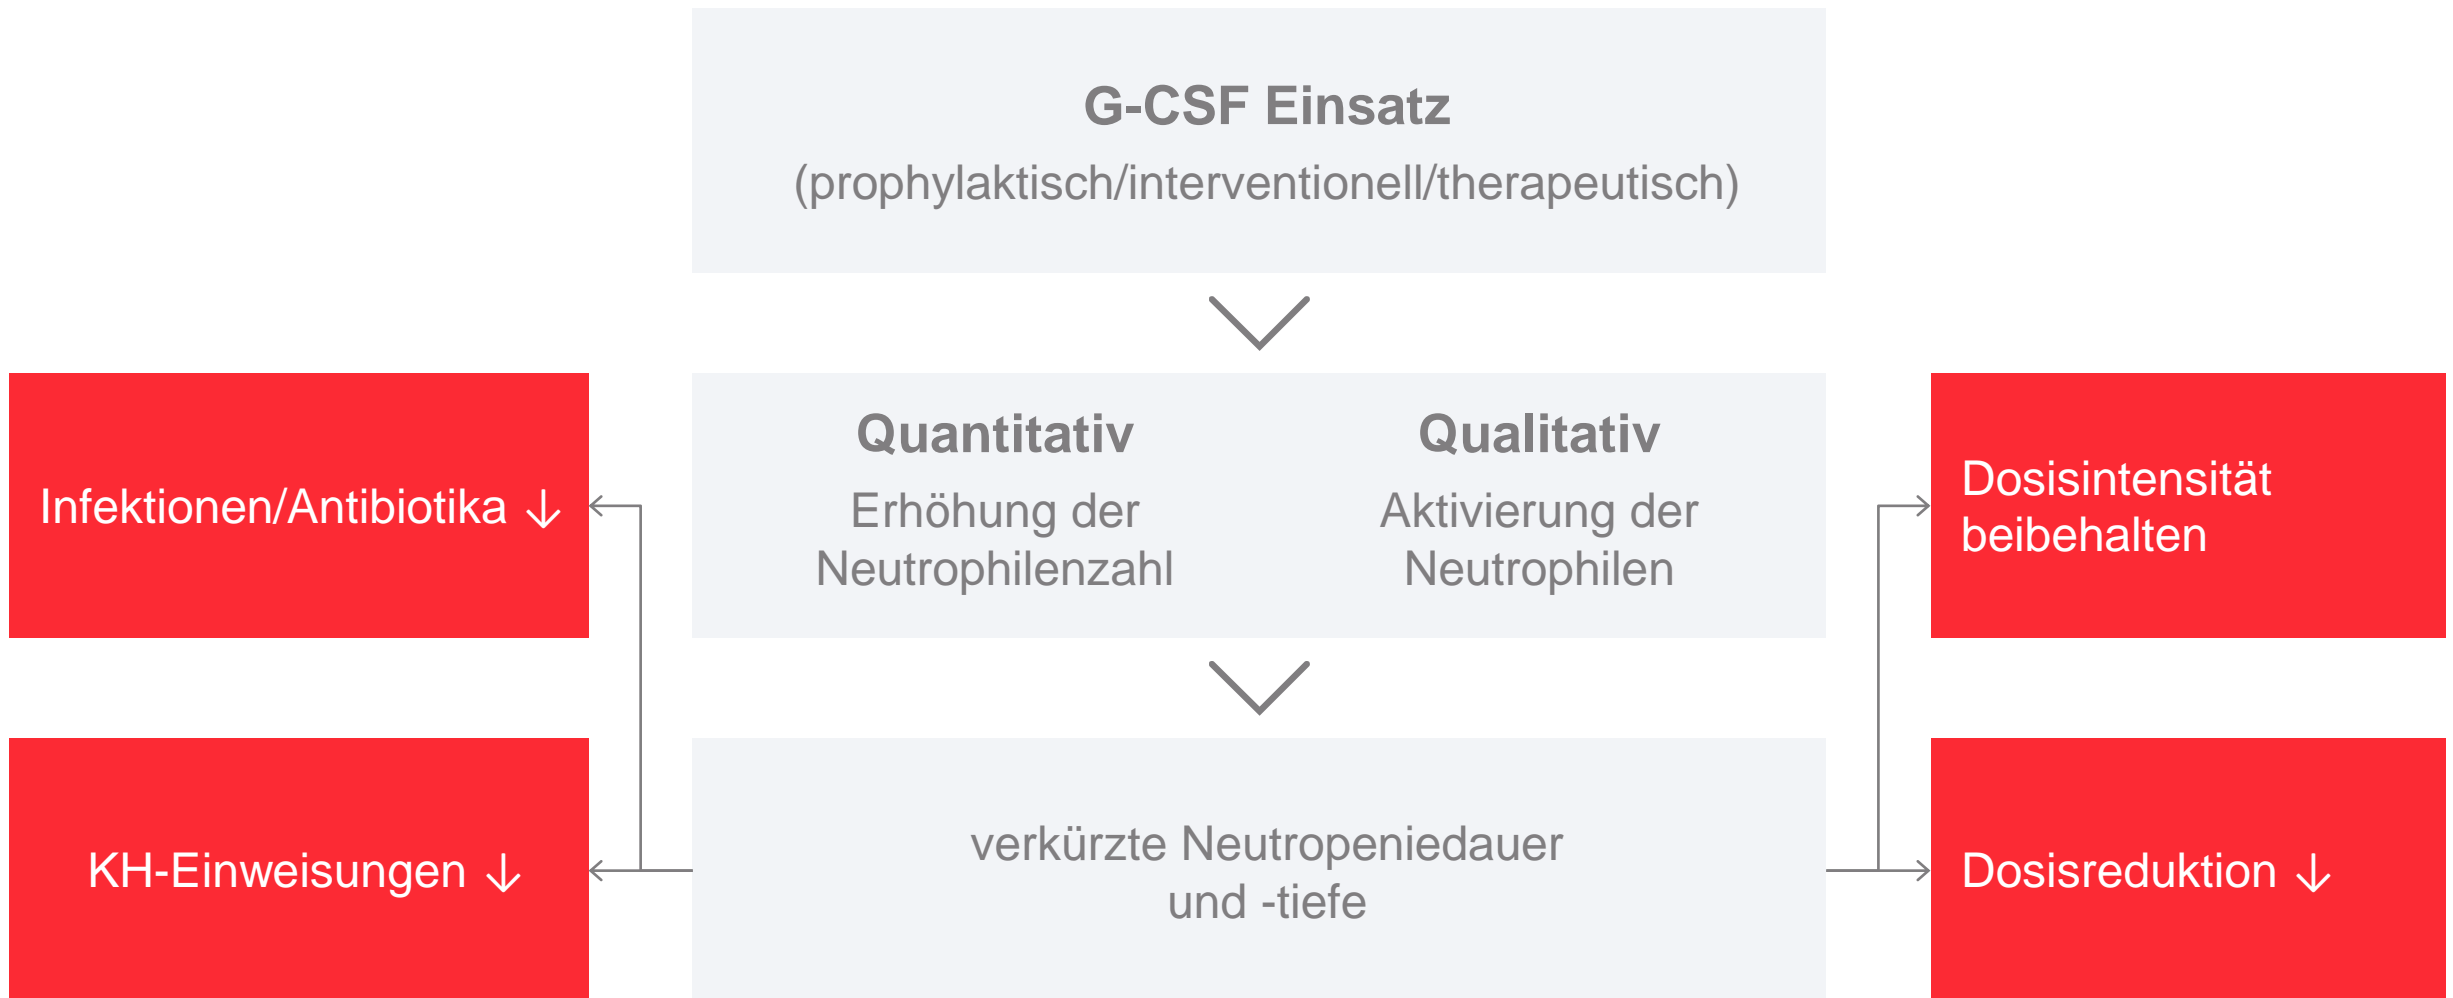 G-CSF Einsatz
(prophylaktisch/interventionell/therapeutisch)
Infektionen/Antibiotika ↓
Quantitativ
Erhöhung der
Neutrophilenzahl
Qualitativ
Aktivierung der
Neutrophilen
Dosisintensität
beibehalten
KH-Einweisungen ↓
verkürzte Neutropeniedauer
und -tiefe
Dosisreduktion ↓